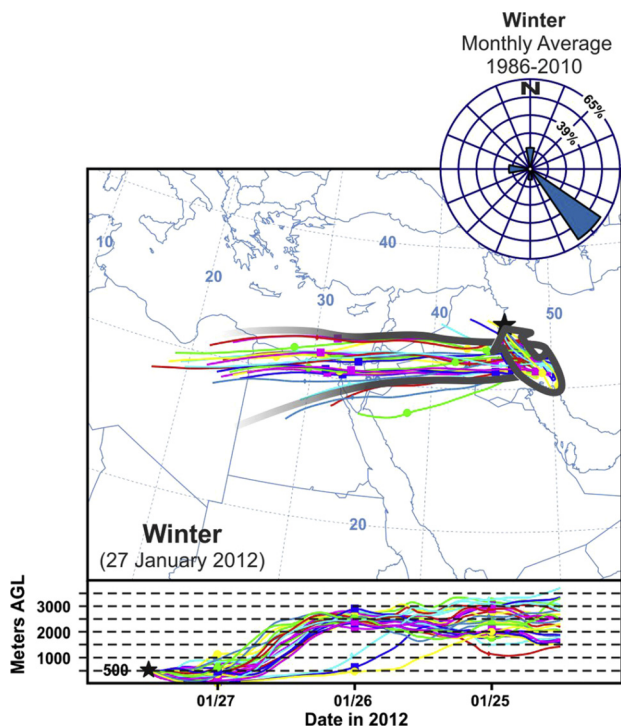 Winter
Monthly Average
1986-2010
N
65%
39%
10
20
30
40
40
50
20
Winter
(27 January 2012)
Meters AGL
3000
2000
1000
500
01/27
01/26
01/25
Date in 2012